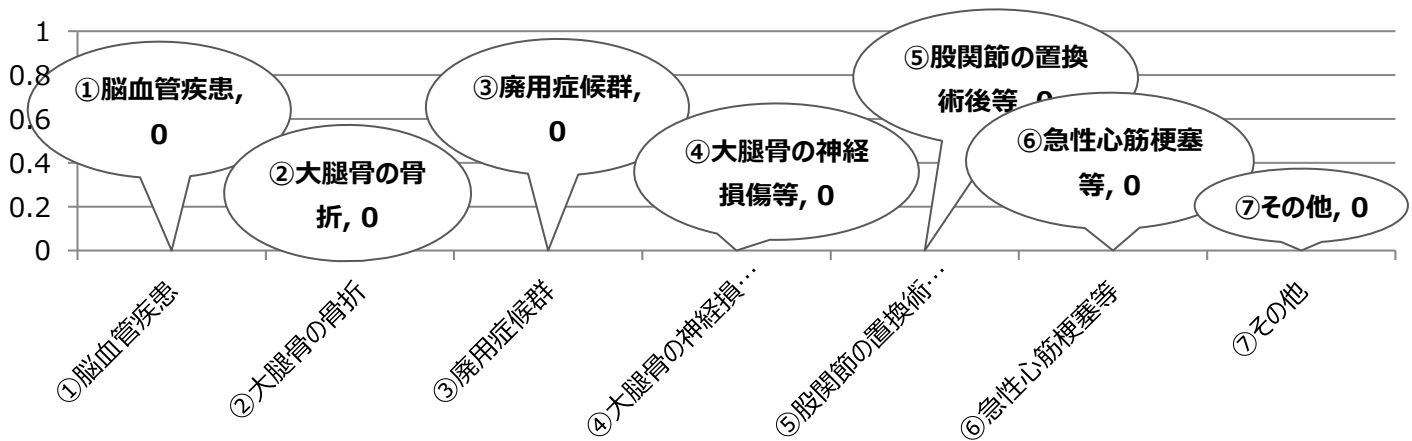 1
0.8
0.6
0.4
0.2
0
①脳血管疾患,
0
②大腿骨の骨
折, 0
③廃用症候群,
0
④大腿骨の神経
損傷等, 0
⑤股関節の置換
術後等, 0
⑥急性心筋梗塞
等, 0
⑦その他, 0
①脳血管疾患
②大腿骨の骨折
③廃用症候群
④大腿骨の神経損…
⑤股関節の置換術…
⑥急性心筋梗塞等
⑦その他